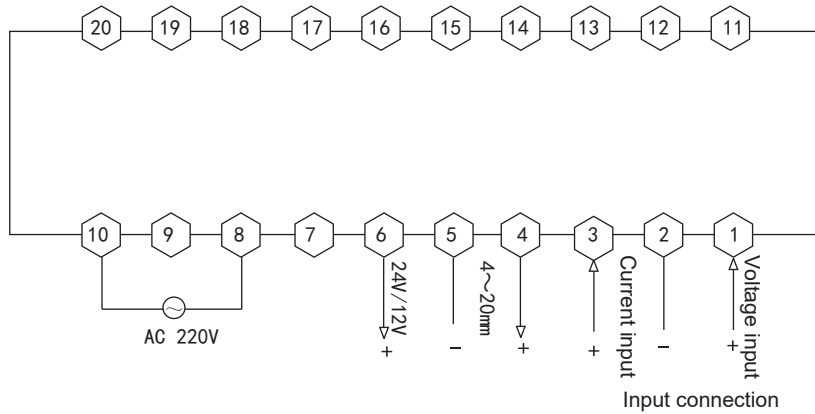 20 19 18 17 16 15 14 13 12 11
10 9 8 7 6 5 4 3 2 1
AC 220V
24V/12V
+
−
4～20mm
+
Current input
+
−
Voltage input
+
Input connection